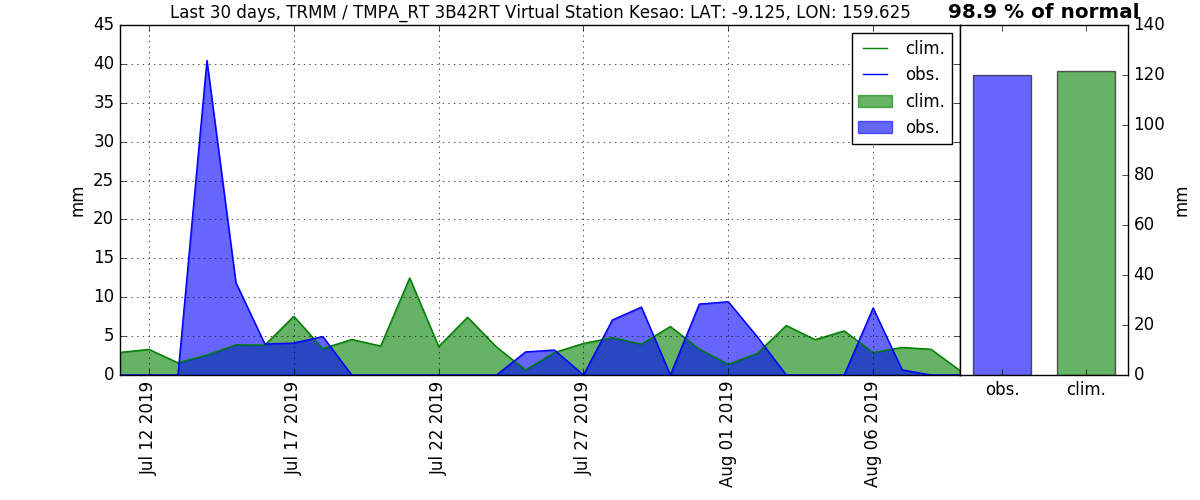 Last 30 days, TRMM / TMPA_RT 3B42RT Virtual Station Kesao: LAT: -9.125, LON: 159.625
98.9 % of normal
45
40
35
30
25
20
15
10
5
0
mm
clim.
obs.
clim.
obs.
Jul 12 2019
Jul 17 2019
Jul 22 2019
Jul 27 2019
Aug 01 2019
Aug 06 2019
140
120
100
80
60
40
20
0
mm
obs.
clim.